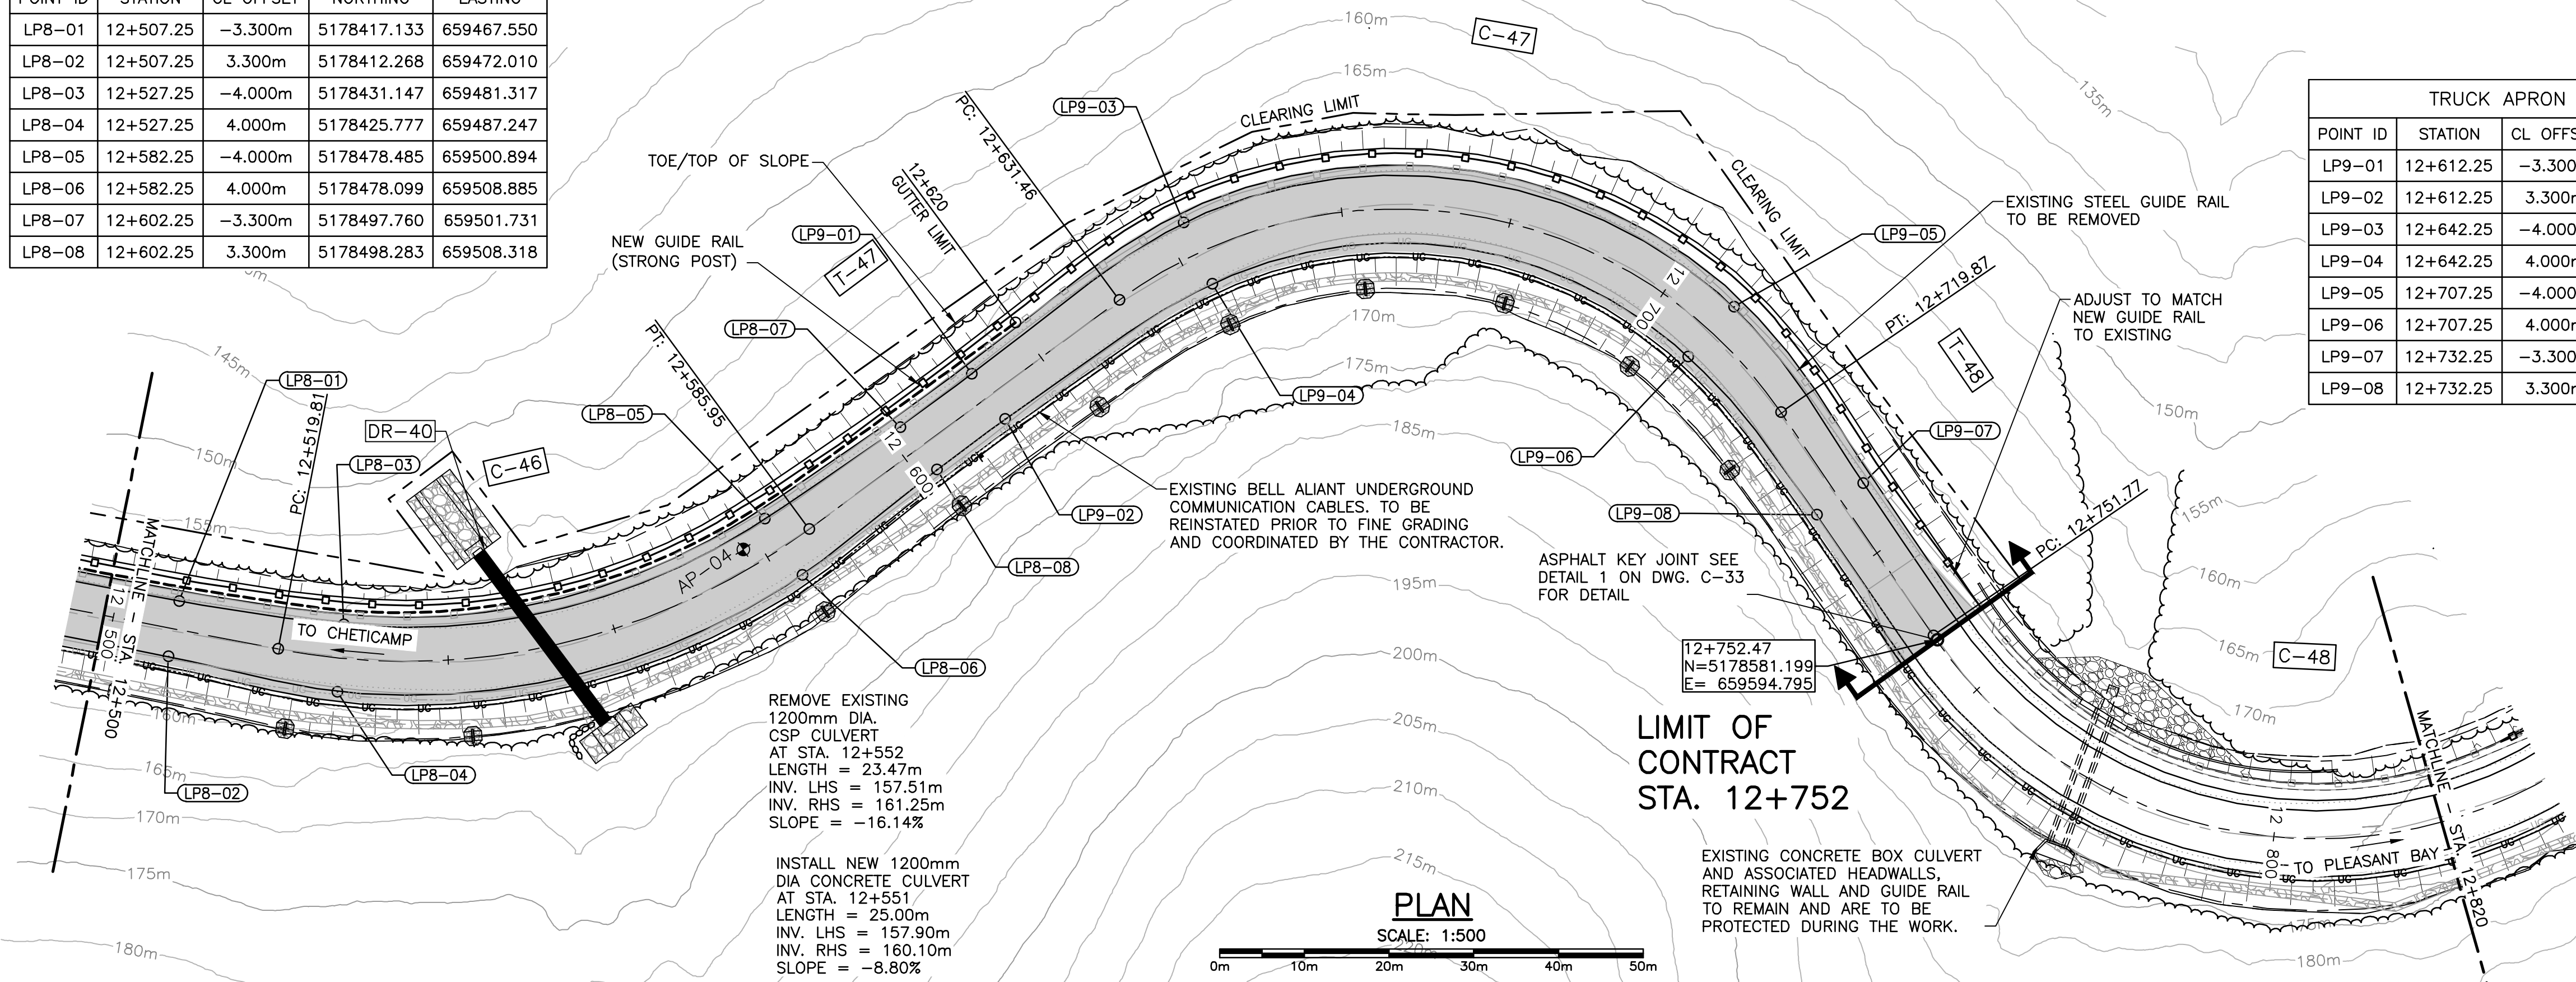 POINT ID STATION CL OFFSET NORTHING EASTING
LP8-01 12+507.25 -3.300m 5178417.133 659467.550
LP8-02 12+507.25 3.300m 5178412.268 659472.010
LP8-03 12+527.25 -4.000m 5178431.147 659481.317
LP8-04 12+527.25 4.000m 5178425.777 659487.247
LP8-05 12+582.25 -4.000m 5178478.485 659500.894
LP8-06 12+582.25 4.000m 5178478.099 659508.885
LP8-07 12+602.25 -3.300m 5178497.760 659501.731
LP8-08 12+602.25 3.300m 5178498.283 659508.318
TRUCK APRON
POINT ID STATION CL OFFS
LP9-01 12+612.25 -3.300
LP9-02 12+612.25 3.300m
LP9-03 12+642.25 -4.000
LP9-04 12+642.25 4.000m
LP9-05 12+707.25 -4.000
LP9-06 12+707.25 4.000m
LP9-07 12+732.25 -3.300
LP9-08 12+732.25 3.300m
160m
C-47
165m
135m
CLEARING LIMIT
LP9-03
PC: 12+631.46
TOE/TOP OF SLOPE
12+620
GUTTER LIMIT
CLEARING LIMIT
EXISTING STEEL GUIDE RAIL
TO BE REMOVED
LP9-05
LP9-01
T-47
NEW GUIDE RAIL
(STRONG POST)
PT: 12+719.87
12+700
ADJUST TO MATCH
NEW GUIDE RAIL
TO EXISTING
T-48
170m
175m
LP8-07
PT: 12+585.95
145m
LP8-01
PC: 12+519.81
DR-40
C-46
LP8-03
150m
155m
LP8-05
LP9-04
150m
185m
LP9-07
LP9-06
12+600
EXISTING BELL ALIANT UNDERGROUND
COMMUNICATION CABLES. TO BE
REINSTATED PRIOR TO FINE GRADING
AND COORDINATED BY THE CONTRACTOR.
LP9-02
LP9-08
PC: 12+751.77
155m
AP-04
LP8-08
ASPHALT KEY JOINT SEE
DETAIL 1 ON DWG. C-33
FOR DETAIL
195m
160m
MATCHLINE - STA. 12+500
12+500
TO CHETICAMP
12+752.47
N=5178581.199
E= 659594.795
200m
165m
C-48
LP8-06
REMOVE EXISTING
1200mm DIA.
CSP CULVERT
AT STA. 12+552
LENGTH = 23.47m
INV. LHS = 157.51m
INV. RHS = 161.25m
SLOPE = -16.14%
160m
165m
LP8-04
LP8-02
170m
175m
180m
205m
210m
215m
LIMIT OF
CONTRACT
STA. 12+752
170m
MATCHLINE - STA. 12+820
12+800
TO PLEASANT BAY
INSTALL NEW 1200mm
DIA CONCRETE CULVERT
AT STA. 12+551
LENGTH = 25.00m
INV. LHS = 157.90m
INV. RHS = 160.10m
SLOPE = -8.80%
EXISTING CONCRETE BOX CULVERT
AND ASSOCIATED HEADWALLS,
RETAINING WALL AND GUIDE RAIL
TO REMAIN AND ARE TO BE
PROTECTED DURING THE WORK.
175m
180m
PLAN
SCALE: 1:500
220m
0m 10m 20m 30m 40m 50m